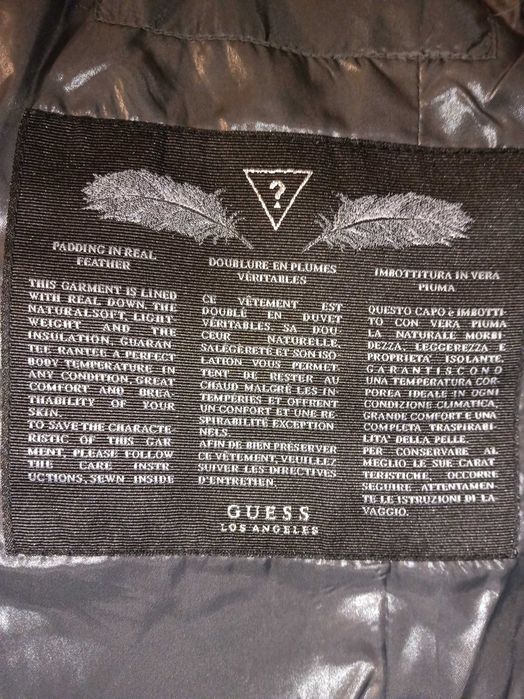 ?
PADDING IN REAL
FEATHER
THIS GARMENT IS LINED
WITH REAL DOWN. THE
NATURALSOFT, LIGHT
WEIGHT AND THE
INSULATION, GUARAN
TEE RANTEE A PERFECT
BODY TEMPERATURE IN
ANY CONDITION, GREAT
COMFORT AND BREA
THABILITY OF YOUR
SKIN.
TO SAVE THE CHARACTE
RISTIC OF THIS GAR
MENT, PLEASE FOLLOW
THE CARE INSTR
UCTIONS, SEWN INSIDE
DOUBLURE EN PLUMES
VÉRITABLES
CE VÊTEMENT EST
DOUBLÉ EN DUVET
VÉRITABLES. SA DOU
CEUR NATURELLE,
SALÉGÈRETÉ ET SON ISO
LATION VOUS PERMET
TENT DE RESTER AU
CHAUD MALGRÉ LES IN
TEMPÉRIES ET OFFRENT
UN CONFORT ET UNE RE
SPIRABILITÉ EXCEPTION
NELS
AFIN DE BIEN PRÉSERVER
CE VÊTEMENT, VEUILLEZ
SUIVER LES DIRECTIVES
D'ENTRETIEN.
IMBOTTITURA IN VERA
PIUMA
QUESTO CAPO è IMBOTTI
TO CON VERA PIUMA
LA NATURALE MORBI
DEZZA, LEGGEREZZA E
PROPRIETA' ISOLANTE,
GARANTISCONO
UNA TEMPERATURA COR
POREA IDEALE IN OGNI
CONDIZIONE CLIMATICA,
GRANDE COMFORT E UNA
COMPLETA TRASPIRABI
LITA' DELLA PELLE.
PER CONSERVARE AL
MEGLIO LE SUE CARAT
TERISTICHE, OCCORRE
SEGUIRE ATTENTAMEN
TE LE ISTRUZIONI DI LA
VAGGIO.
GUESS
LOS ANGELES